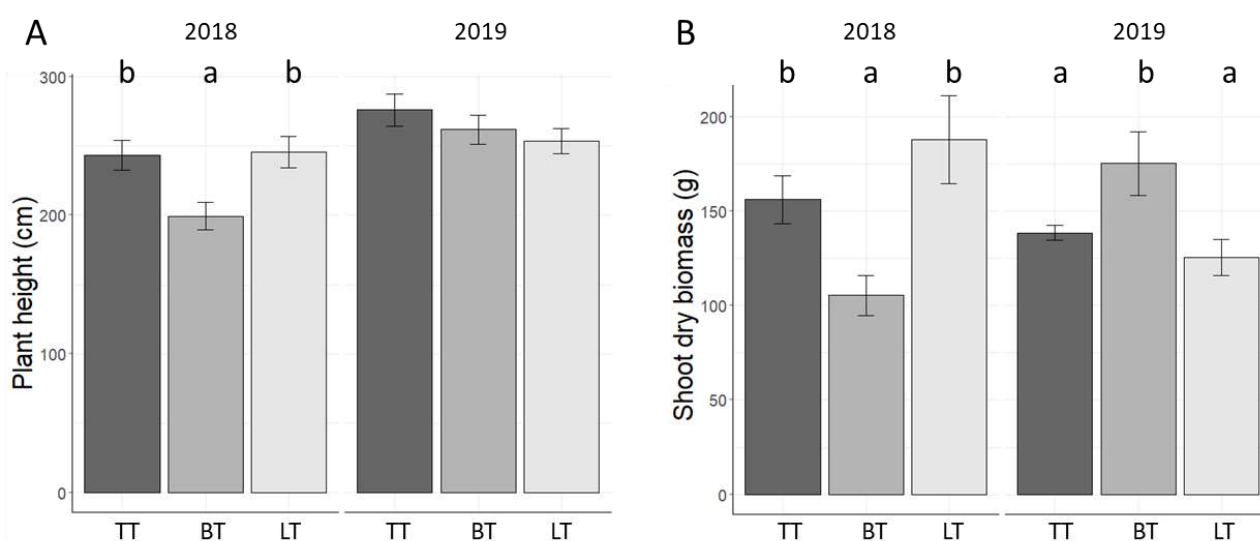 A
2018
2019
b a b
Plant height (cm)
300
200
100
0
TT BT LT
TT BT LT
B
2018
2019
b a b
a b a
Shoot dry biomass (g)
200
150
100
50
0
TT BT LT
TT BT LT